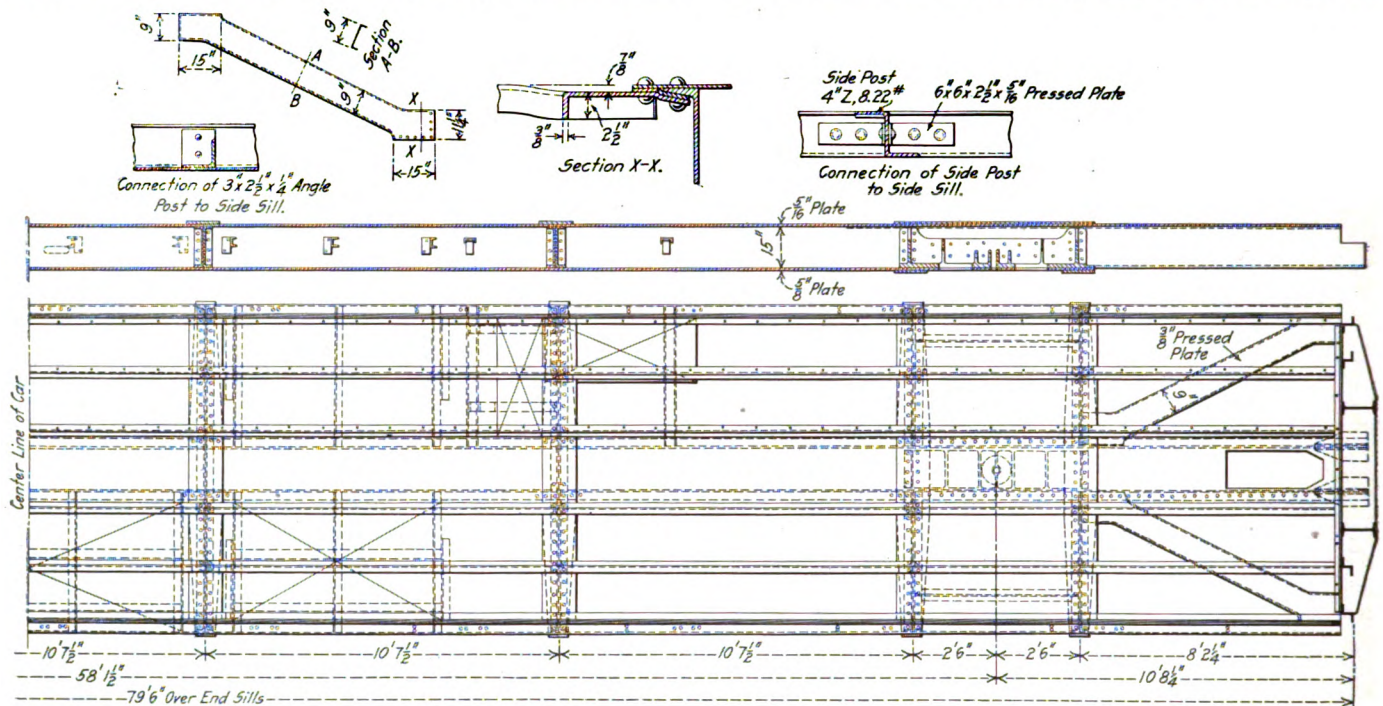 9"
15"
A
B
9"
Section
A-B.
9"
X
X
11¼"
15"
Connection of 3"x 2½"x ¼" Angle
Post to Side Sill.
⅞"
⅜"
2½"
Section X-X.
Side Post
4"Z, 8.22#
6"x6"x2½"x 5/16" Pressed Plate
Connection of Side Post
to Side Sill.
5/16" Plate
15"
⅝" Plate
Center Line of Car
⅜" Pressed
Plate
10'7½"
10'7½"
10'7½"
2'6"
2'6"
8'2¼"
58'1½"
10'8¼"
79'6" Over End Sills